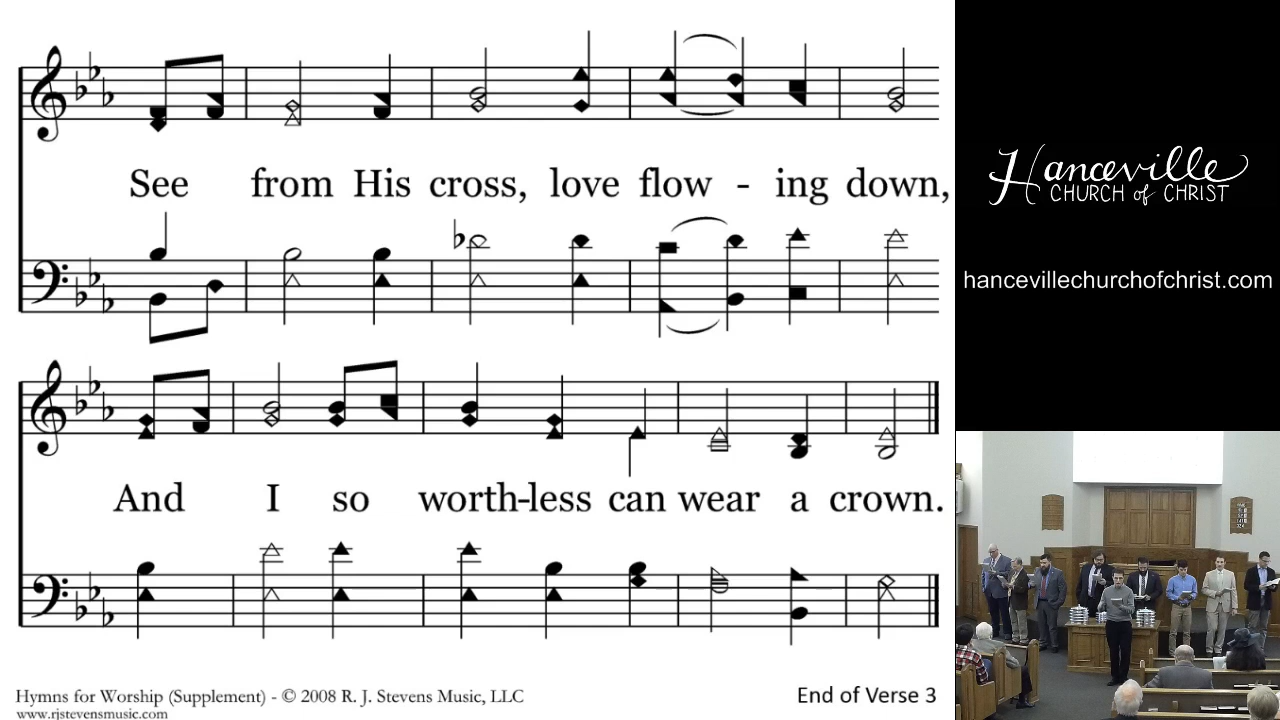 See from His cross, love flow - ing down,
And I so worth-less can wear a crown.
Hymns for Worship (Supplement) - © 2008 R. J. Stevens Music, LLC
www.rjstevensmusic.com
End of Verse 3
Hanceville
CHURCH of CHRIST
hancevillechurchofchrist.com